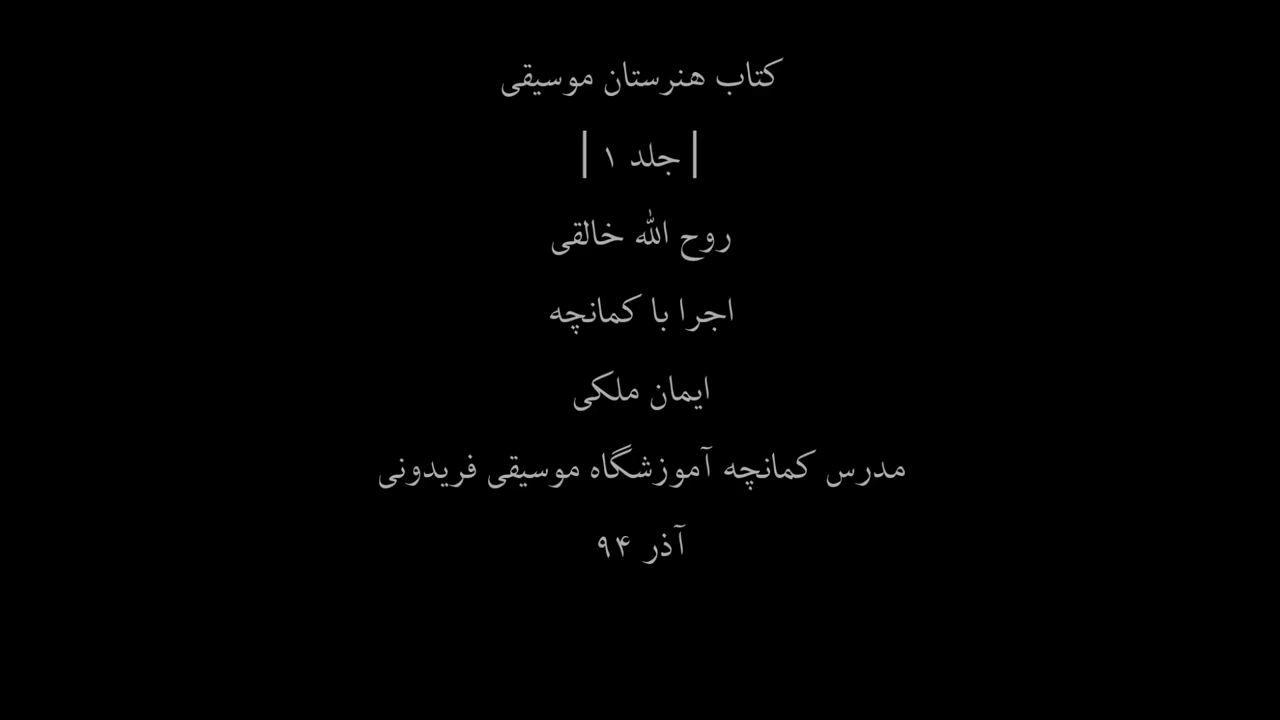 کتاب هنرستان موسیقی
| جلد ۱ |
روح الله خالقی
اجرا با کمانچه
ایمان ملکی
مدرس کمانچه آموزشگاه موسیقی فریدونی
آذر ۹۴